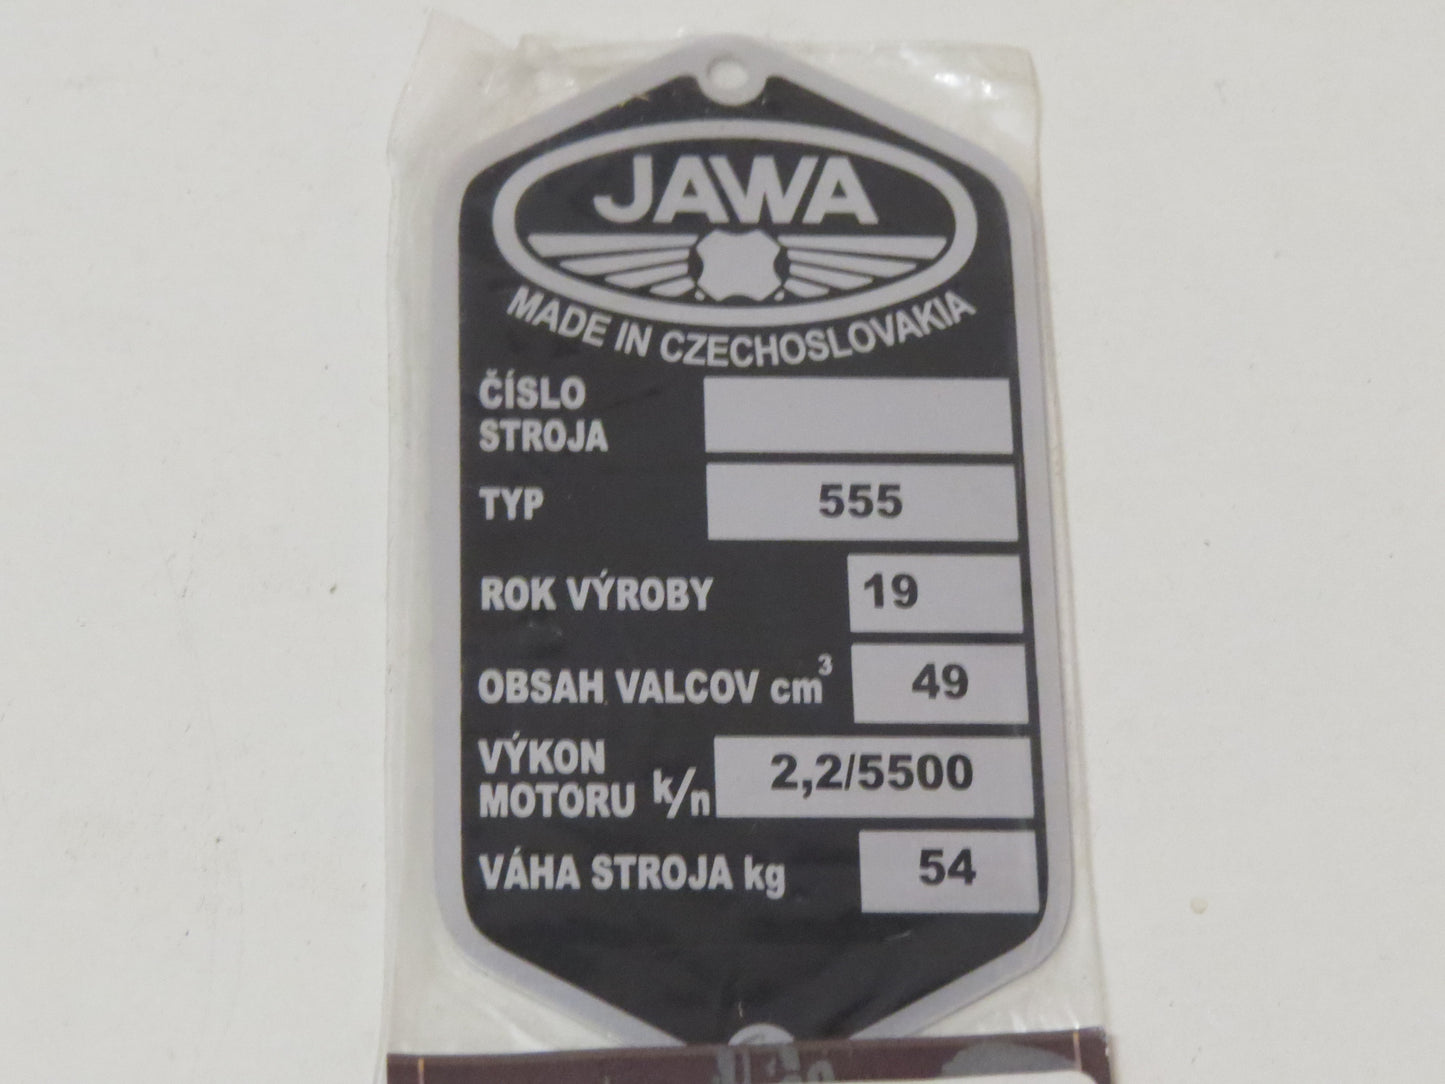 JAWA
MADE IN CZECHOSLOVAKIA
ČÍSLO
STROJA
TYP 555
ROK VÝROBY 19
OBSAH VALCOV cm³ 49
VÝKON
MOTORU k/n 2,2/5500
VÁHA STROJA kg 54